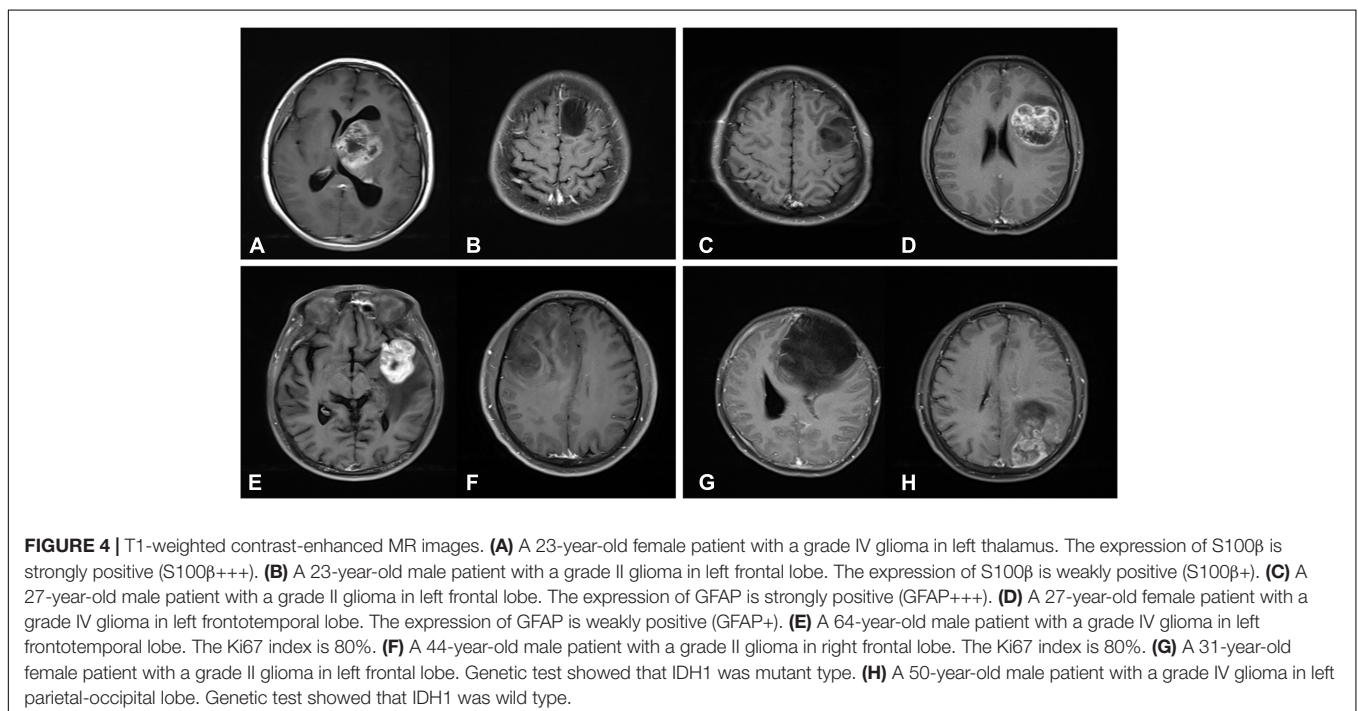 A
B
C
D
E
F
G
H
FIGURE 4 | T1-weighted contrast-enhanced MR images. (A) A 23-year-old female patient with a grade IV glioma in left thalamus. The expression of S100β is
strongly positive (S100β+++). (B) A 23-year-old male patient with a grade II glioma in left frontal lobe. The expression of S100β is weakly positive (S100β+). (C) A
27-year-old male patient with a grade II glioma in left frontal lobe. The expression of GFAP is strongly positive (GFAP+++). (D) A 27-year-old female patient with a
grade IV glioma in left frontotemporal lobe. The expression of GFAP is weakly positive (GFAP+). (E) A 64-year-old male patient with a grade IV glioma in left
frontotemporal lobe. The Ki67 index is 80%. (F) A 44-year-old male patient with a grade II glioma in right frontal lobe. The Ki67 index is 80%. (G) A 31-year-old
female patient with a grade II glioma in left frontal lobe. Genetic test showed that IDH1 was mutant type. (H) A 50-year-old male patient with a grade IV glioma in left
parietal-occipital lobe. Genetic test showed that IDH1 was wild type.